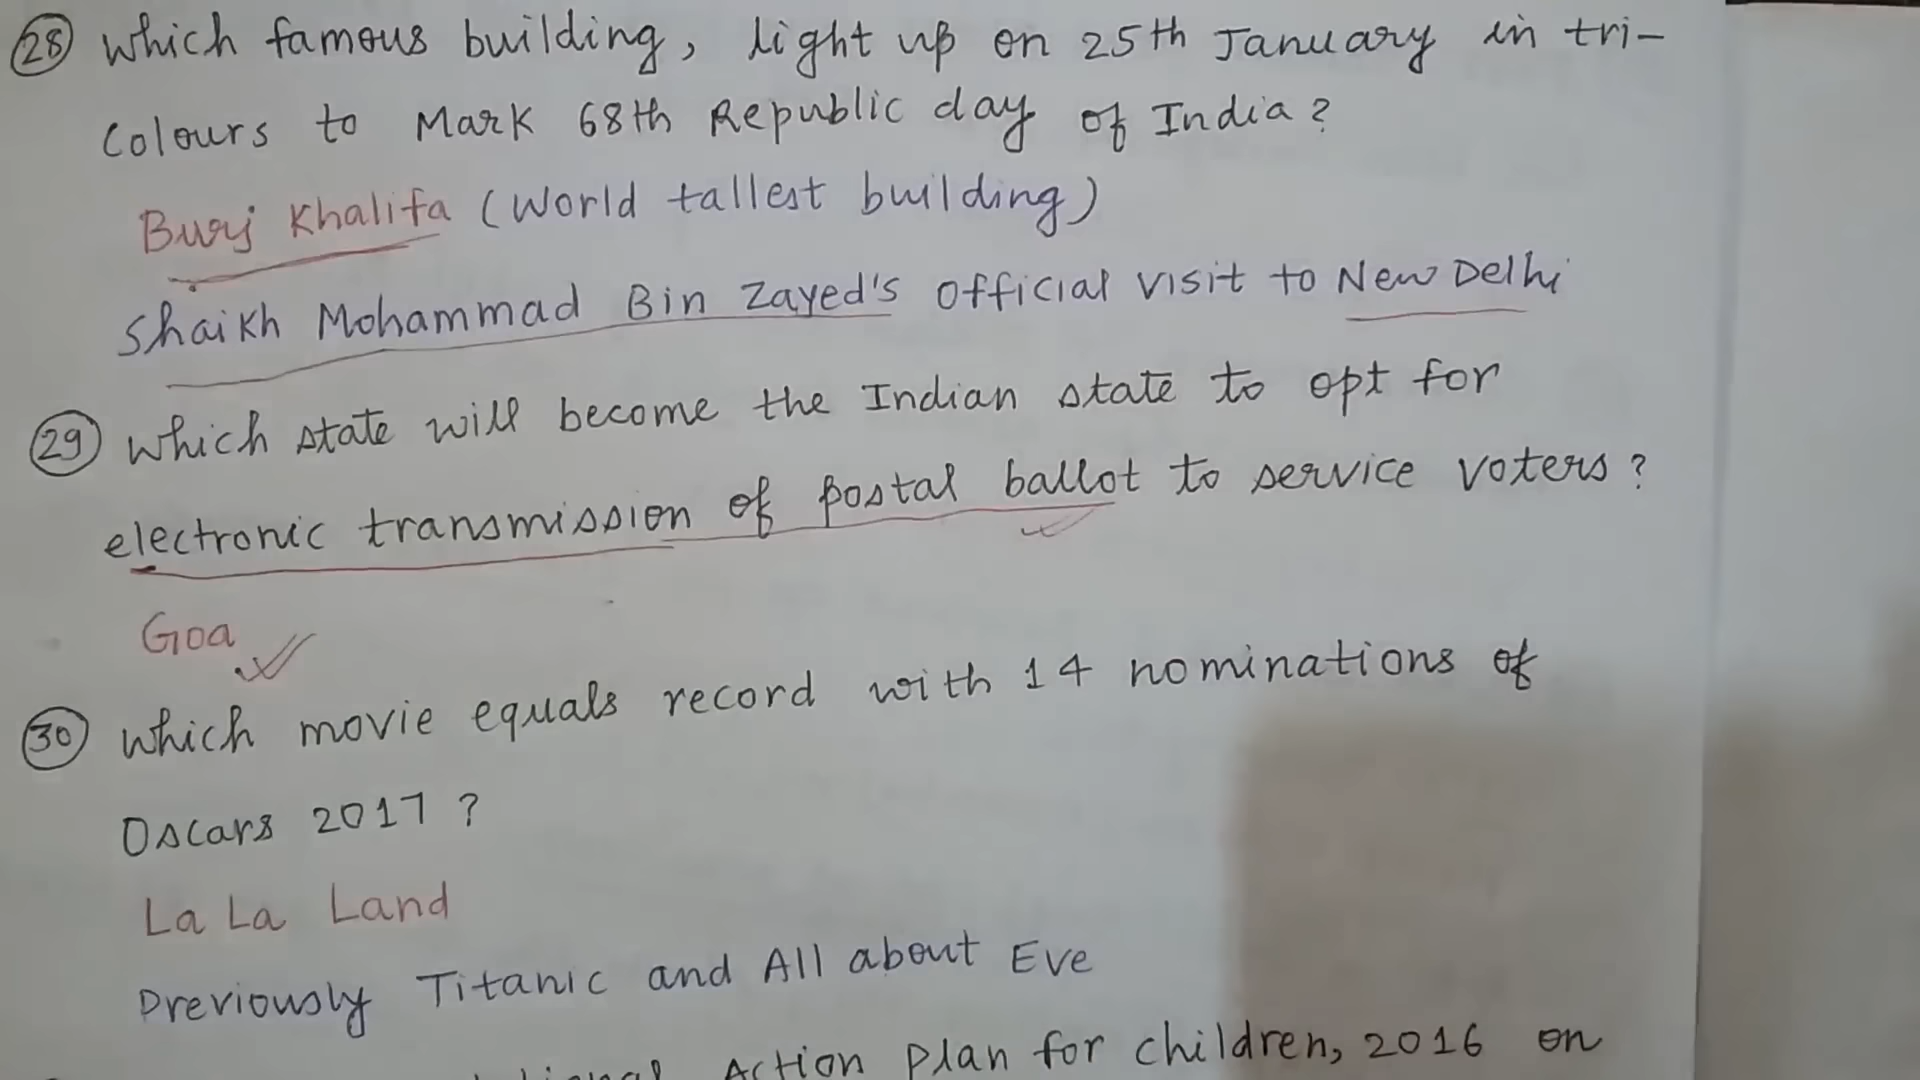 28 Which famous building, light up on 25th January in tri-
colours to Mark 68th Republic day of India?
Burj Khalifa (World tallest building)
Shaikh Mohammad Bin Zayed's official visit to New Delhi
29 Which state will become the Indian state to opt for
electronic transmission of postal ballot to service voters?
Goa
30 Which movie equals record with 14 nominations of
Oscars 2017?
La La Land
Previously Titanic and All about Eve
Action Plan for children, 2016 on